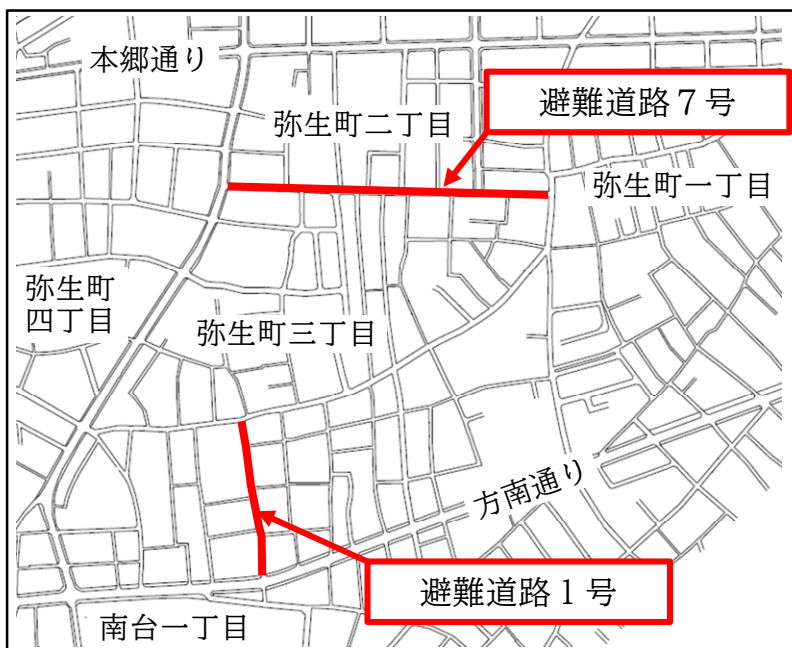 本郷通り
避難道路７号
弥生町二丁目
弥生町一丁目
弥生町
四丁目
弥生町三丁目
方南通り
避難道路１号
南台一丁目